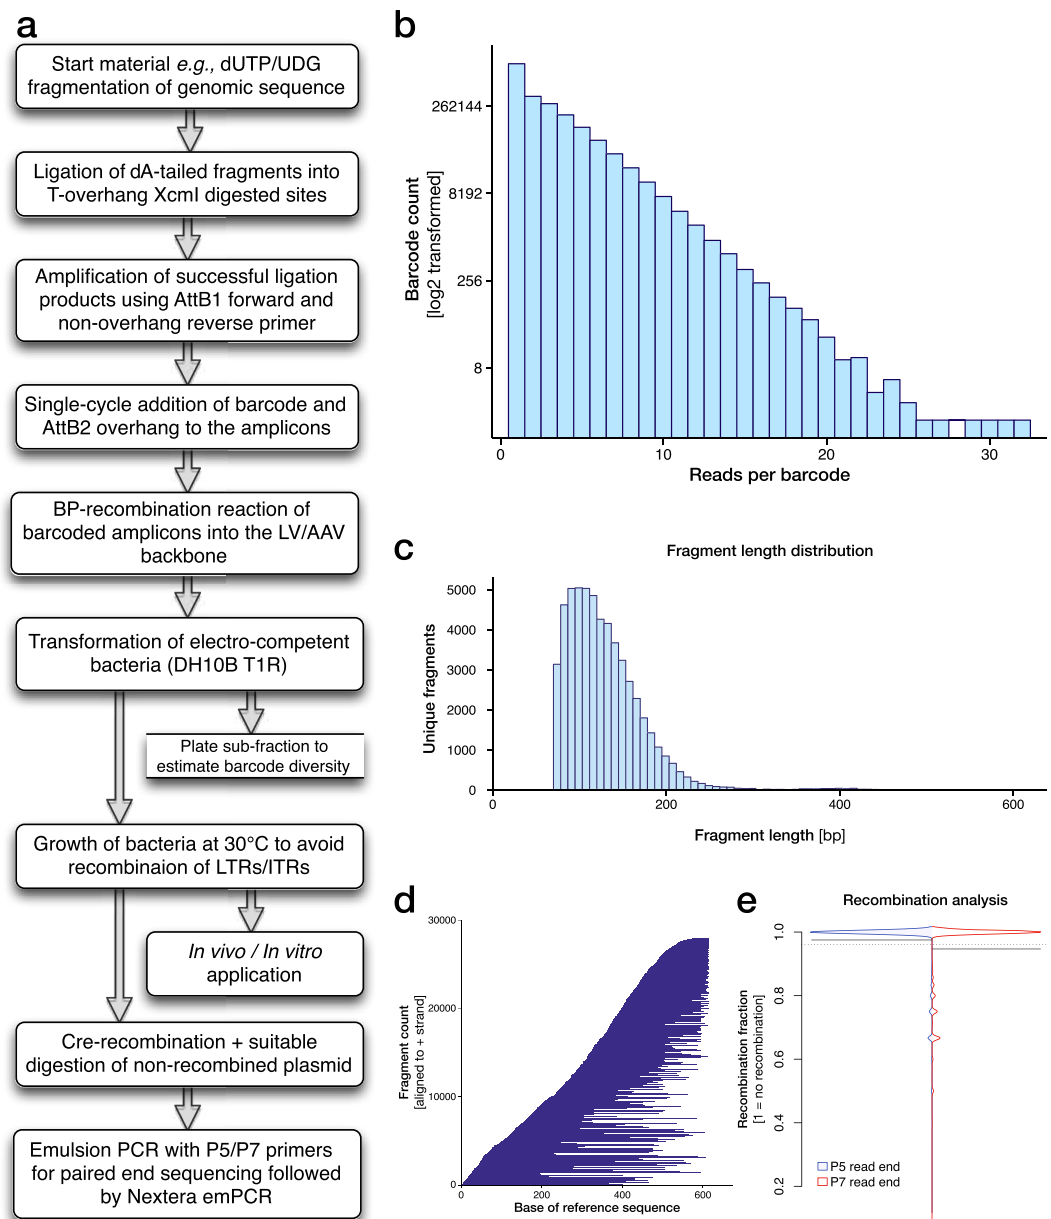 a
Start material e.g., dUTP/UDG
fragmentation of genomic sequence
Ligation of dA-tailed fragments into
T-overhang XcmI digested sites
Amplification of successful ligation
products using AttB1 forward and
non-overhang reverse primer
Single-cycle addition of barcode and
AttB2 overhang to the amplicons
BP-recombination reaction of
barcoded amplicons into the LV/AAV
backbone
Transformation of electro-competent
bacteria (DH10B T1R)
Plate sub-fraction to
estimate barcode diversity
Growth of bacteria at 30°C to avoid
recombinaion of LTRs/ITRs
In vivo / In vitro
application
Cre-recombination + suitable
digestion of non-recombined plasmid
Emulsion PCR with P5/P7 primers
for paired end sequencing followed
by Nextera emPCR
b
Barcode count
[log2 transformed]
262144
8192
256
8
0 10 20 30
Reads per barcode
c
Fragment length distribution
Unique fragments
5000
4000
3000
2000
1000
0
0 200 400 600
Fragment length [bp]
d
Fragment count
[aligned to + strand]
30000
20000
10000
0
0 200 400 600
Base of reference sequence
e
Recombination analysis
Recombination fraction
[1 = no recombination]
1.0
0.8
0.6
0.4
0.2
P5 read end
P7 read end